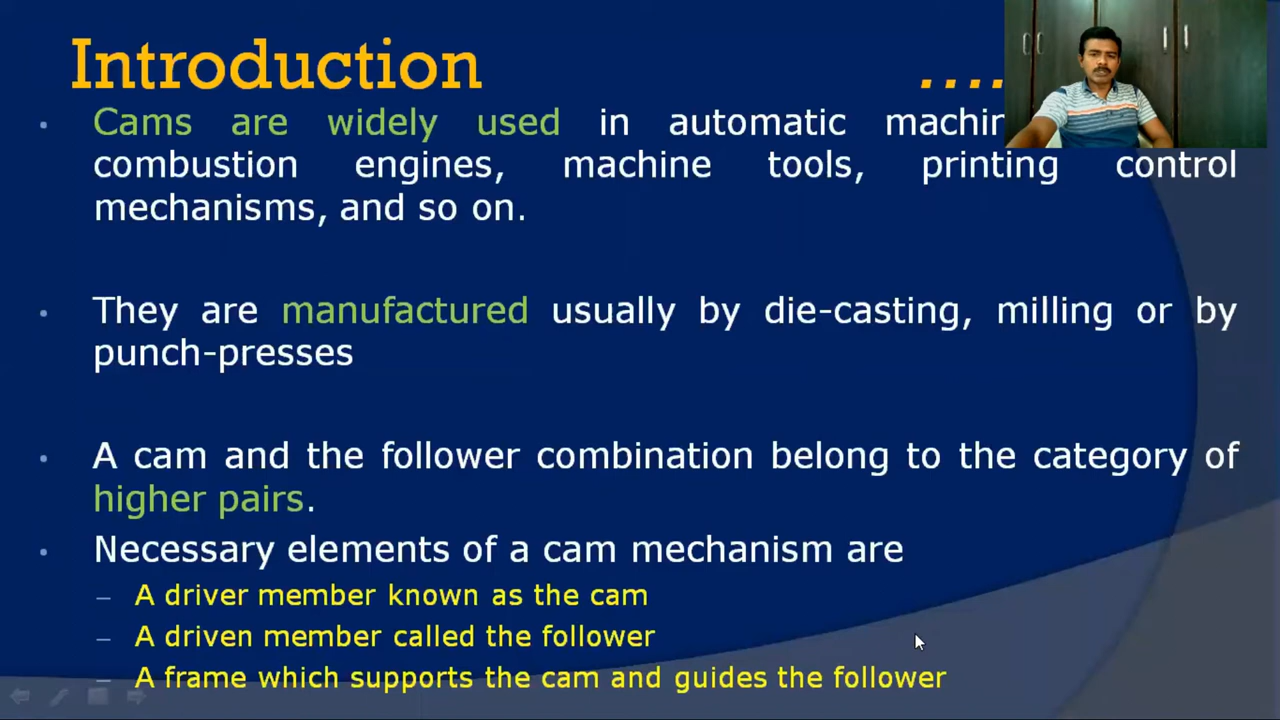 Introduction .....
• Cams are widely used in automatic
combustion engines, machine tools, printing control
mechanisms, and so on.
• They are manufactured usually by die-casting, milling or by
punch-presses
• A cam and the follower combination belong to the category of
higher pairs.
• Necessary elements of a cam mechanism are
– A driver member known as the cam
– A driven member called the follower
– A frame which supports the cam and guides the follower